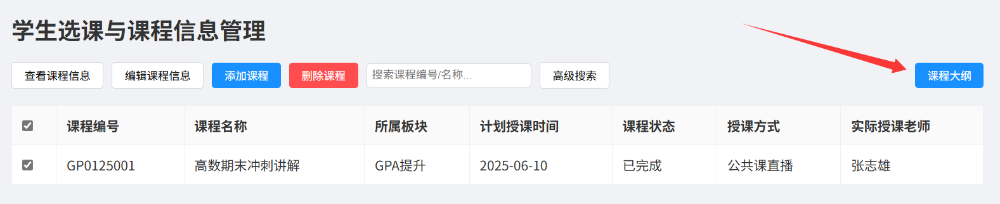 学生选课与课程信息管理
查看课程信息 编辑课程信息 添加课程 删除课程 搜索课程编号/名称... 高级搜索 课程大纲
课程编号 课程名称 所属板块 计划授课时间 课程状态 授课方式 实际授课老师
GP0125001 高数期末冲刺讲解 GPA提升 2025-06-10 已完成 公共课直播 张志雄